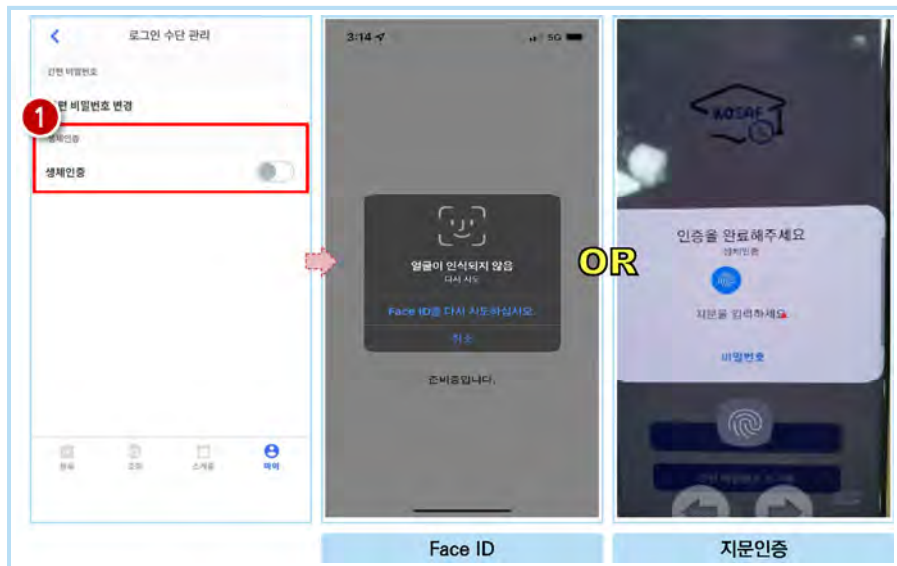 로그인 수단 관리
간편 비밀번호
편 비밀번호 변경
1
생체인증
생체인증
마이
3:14
5G
얼굴이 인식되지 않음
다시 시도
Face ID를 다시 시도하십시오.
취소
준비중입니다.
OR
KOSAF
인증을 완료해주세요
생체인증
지문을 입력하세요
비밀번호
Face ID
지문인증